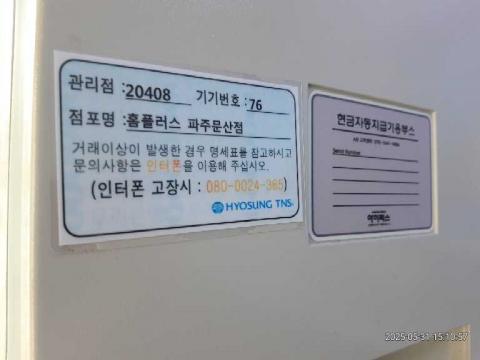 관리점 :20408 기기번호 :76
점포명 :홈플러스 파주문산점
거래이상이 발생한 경우 명세표를 참고하시고
문의사항은 인터폰을 이용해 주십시오.
(인터폰 고장시 : 080-0024-365)
HYOSUNG TNS
현금자동지급기용부스
Serial Number
2025-05-31 15:10:57